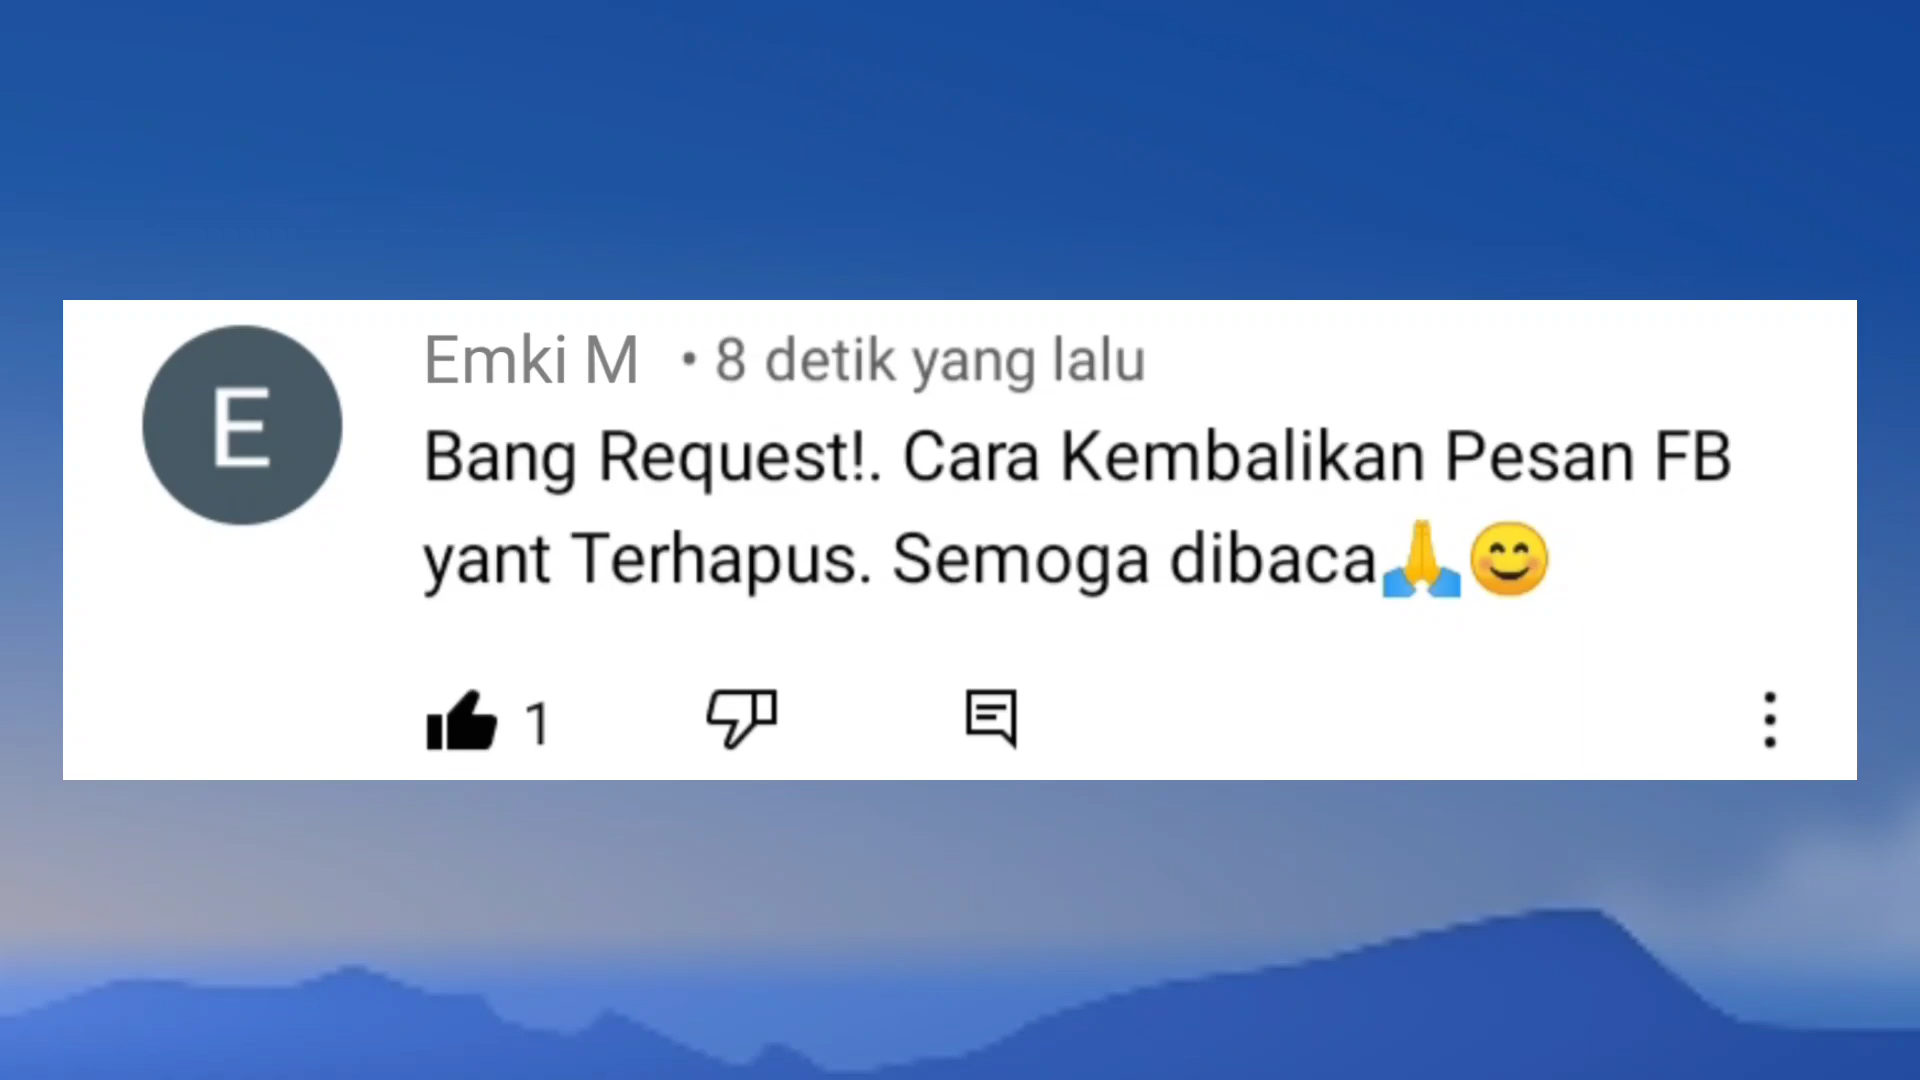 E
Emki M • 8 detik yang lalu
Bang Request!. Cara Kembalikan Pesan FB
yant Terhapus. Semoga dibaca🙏😊
1